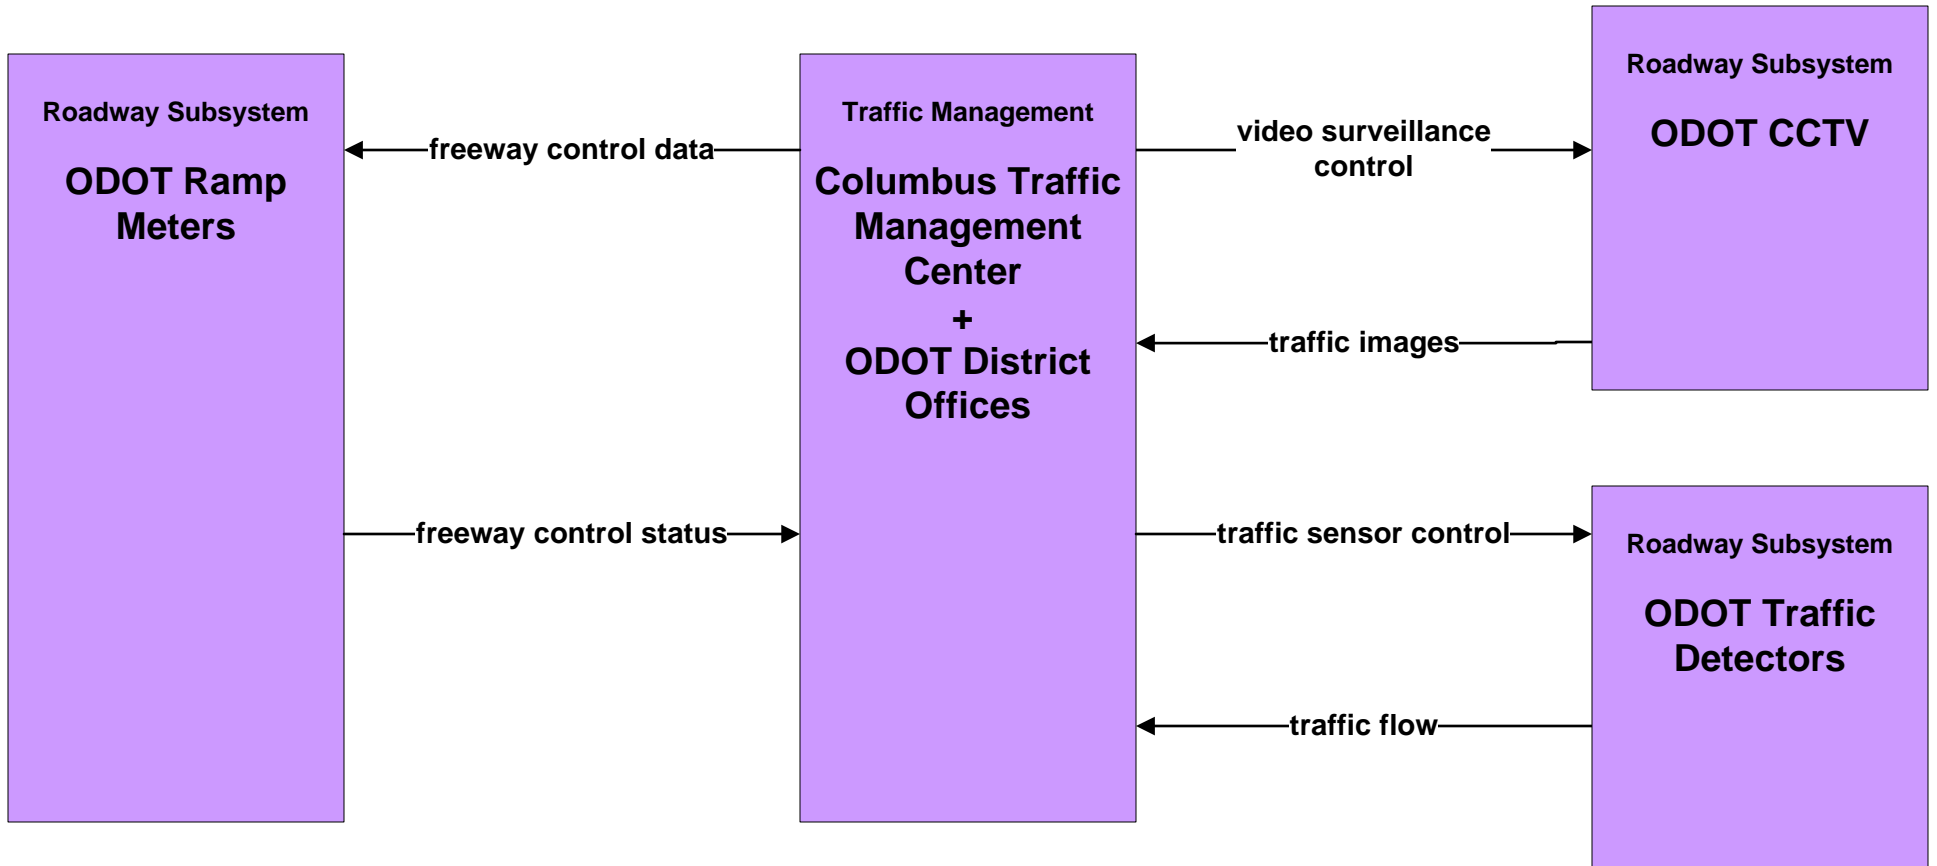 Roadway Subsystem
ODOT Ramp
Meters
freeway control data
freeway control status
Traffic Management
Columbus Traffic
Management
Center
+
ODOT District
Offices
video surveillance
control
traffic images
traffic sensor control
traffic flow
Roadway Subsystem
ODOT CCTV
Roadway Subsystem
ODOT Traffic
Detectors